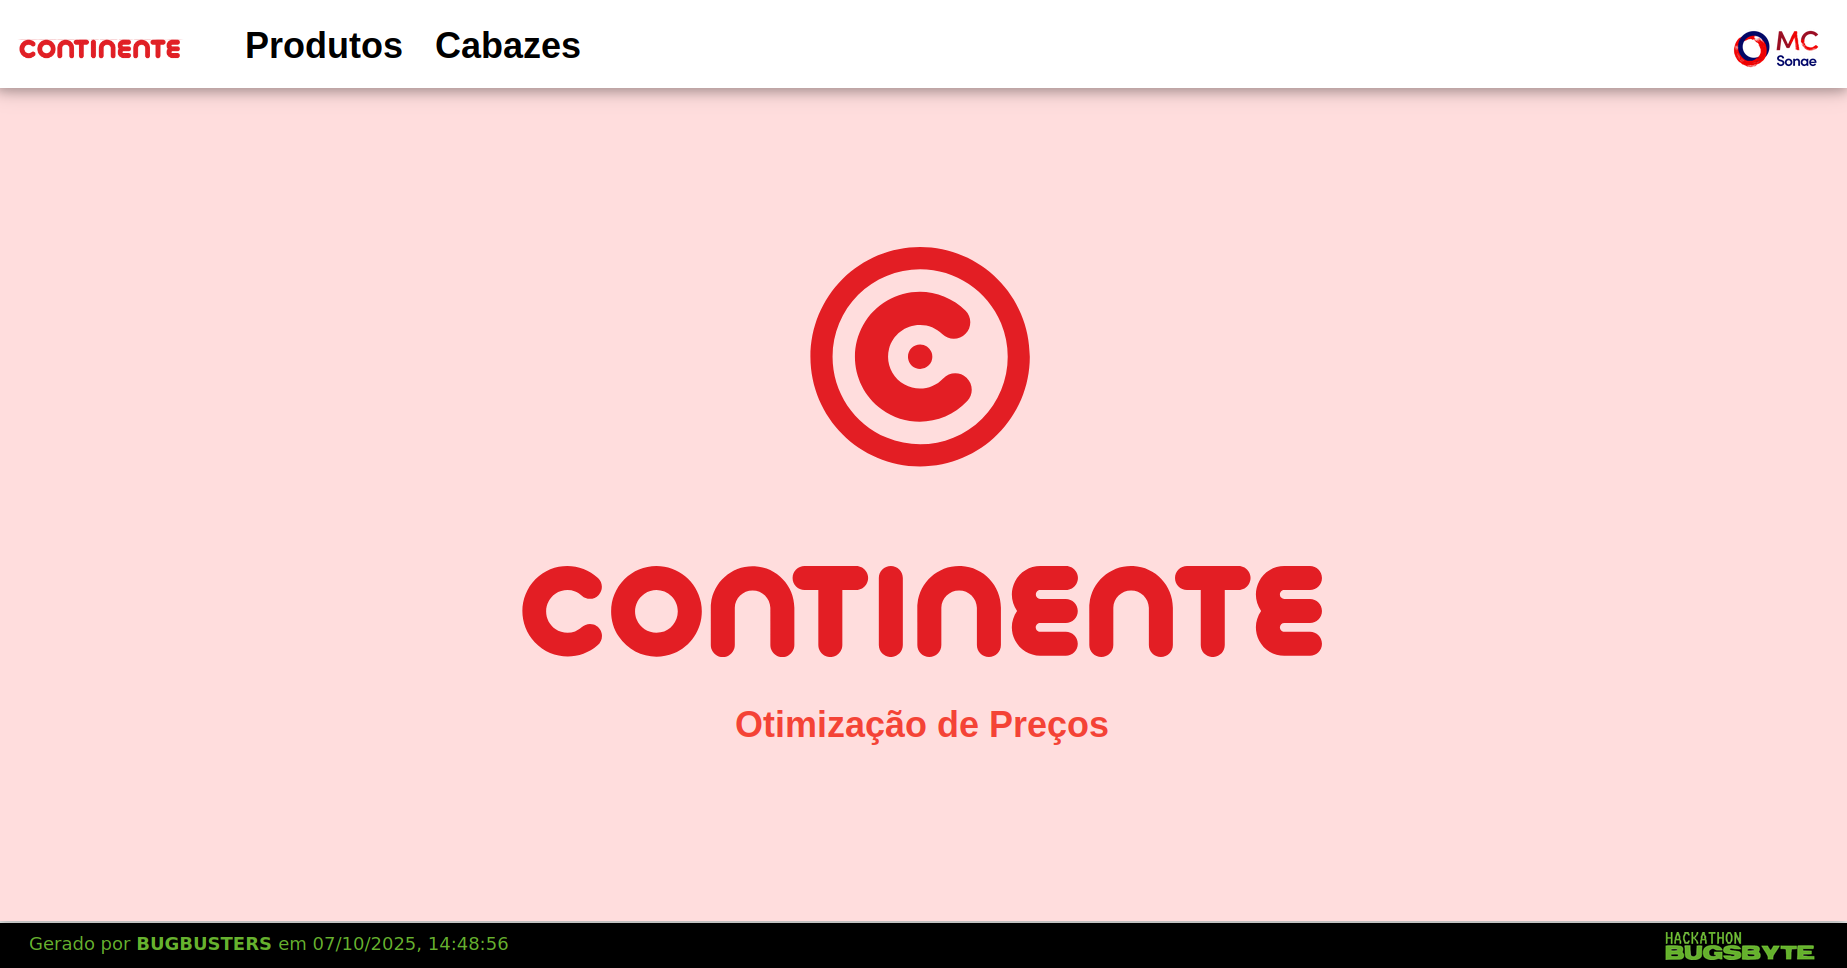 CONTINENTE Produtos Cabazes MC
Sonae
C
CONTINENTE
Otimização de Preços
Gerado por BUGBUSTERS em 07/10/2025, 14:48:56
HACKATHON
BUGSBYTE